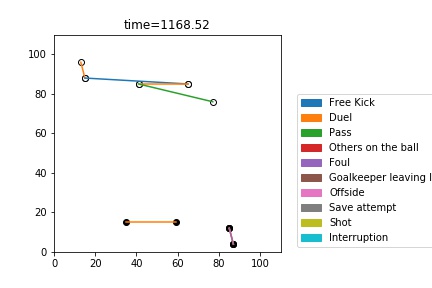 time=1168.52
100
80
60
40
20
0
0 20 40 60 80 100
Free Kick
Duel
Pass
Others on the ball
Foul
Goalkeeper leaving l
Offside
Save attempt
Shot
Interruption